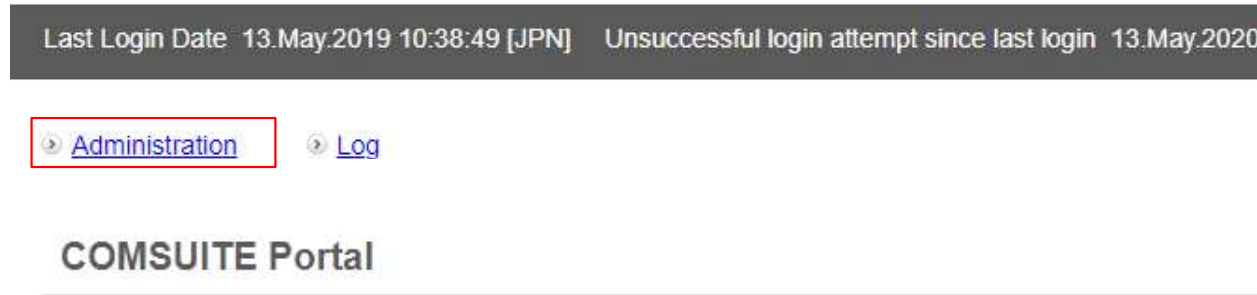 Last Login Date 13.May.2019 10:38:49 [JPN] Unsuccessful login attempt since last login 13.May.2020
Administration Log
COMSUITE Portal